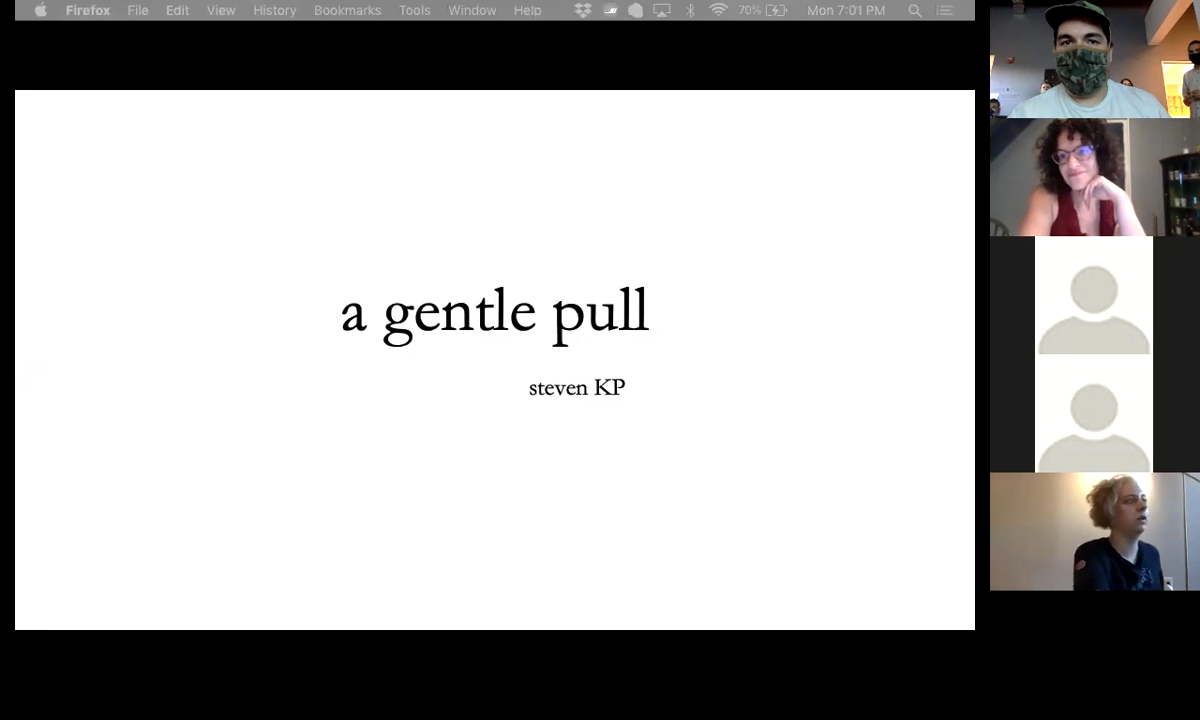 Firefox File Edit View History Bookmarks Tools Window Help 70% Mon 7:01 PM
a gentle pull
steven KP